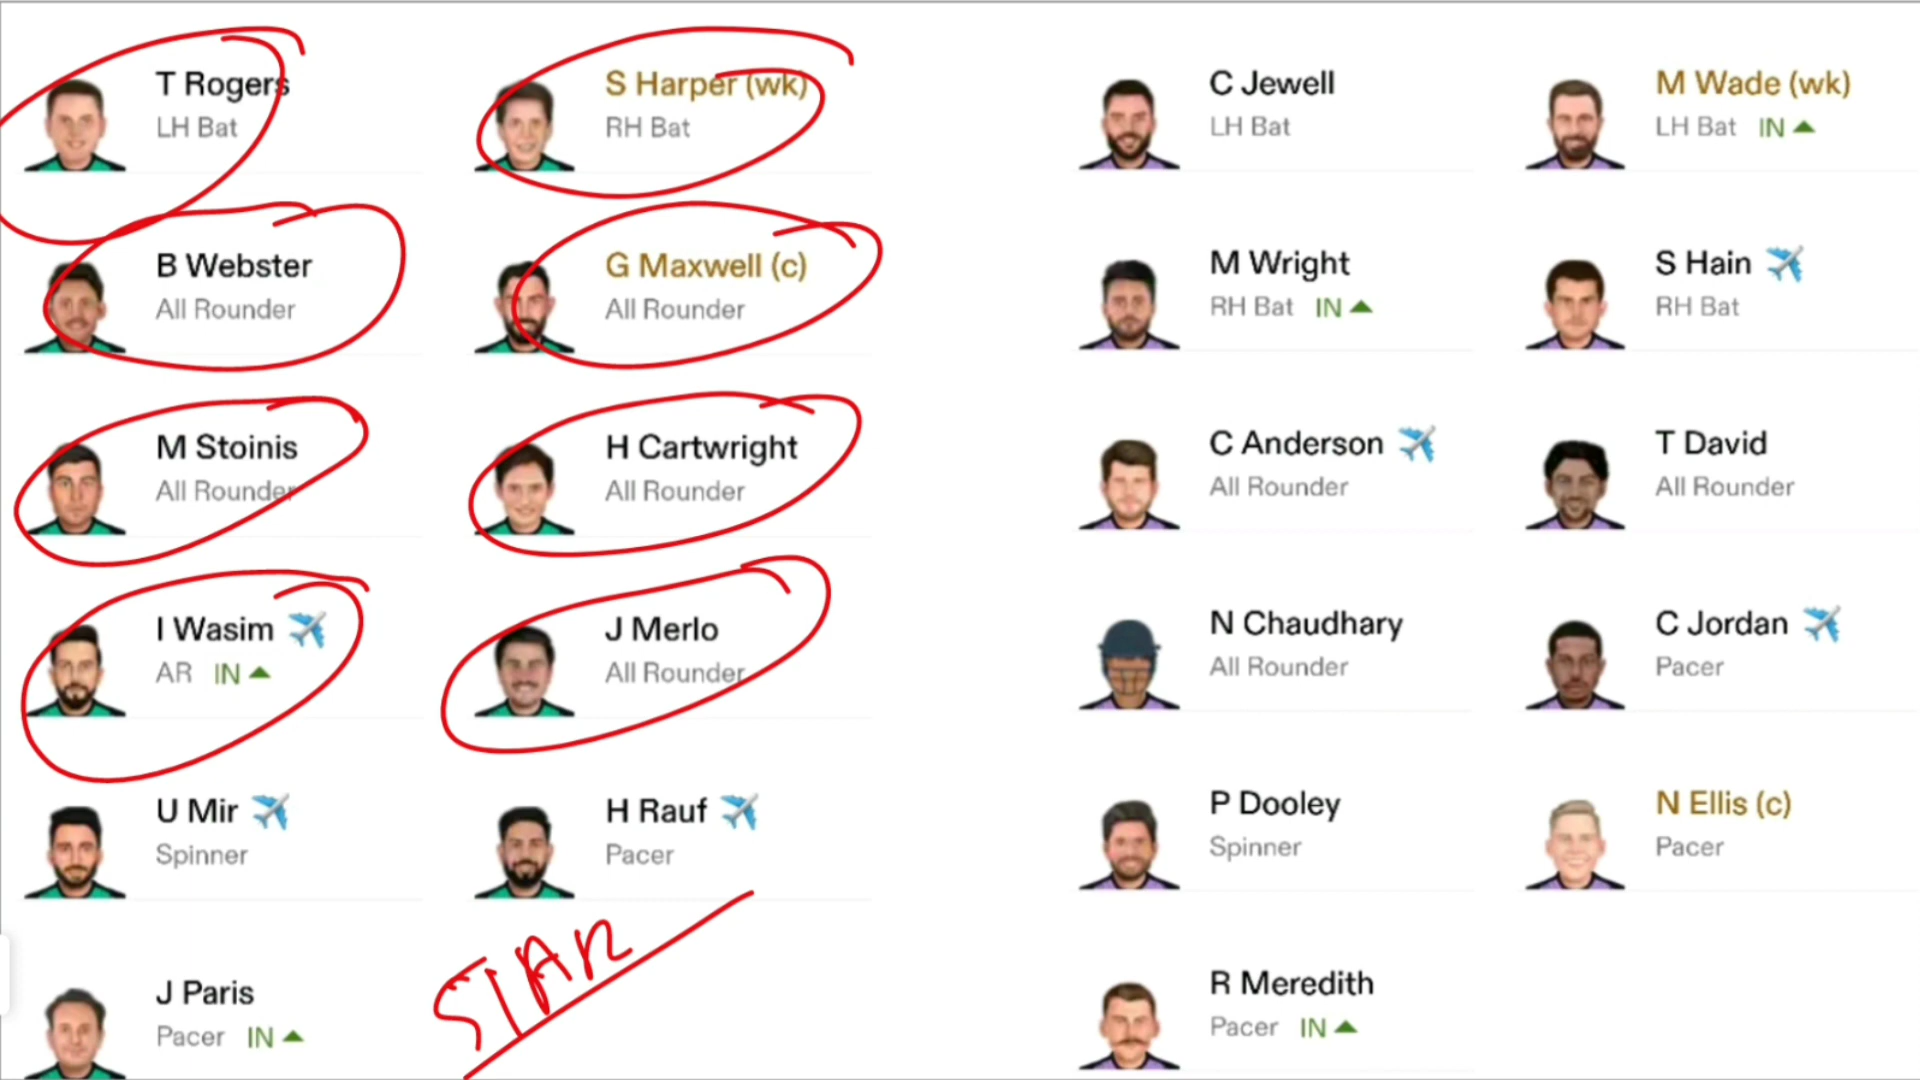 T Rogers
LH Bat
S Harper (wk)
RH Bat
B Webster
All Rounder
G Maxwell (c)
All Rounder
M Stoinis
All Rounder
H Cartwright
All Rounder
I Wasim
AR IN
J Merlo
All Rounder
U Mir
Spinner
H Rauf
Pacer
J Paris
Pacer IN
STAR
C Jewell
LH Bat
M Wade (wk)
LH Bat IN
M Wright
RH Bat IN
S Hain
RH Bat
C Anderson
All Rounder
T David
All Rounder
N Chaudhary
All Rounder
C Jordan
Pacer
P Dooley
Spinner
N Ellis (c)
Pacer
R Meredith
Pacer IN